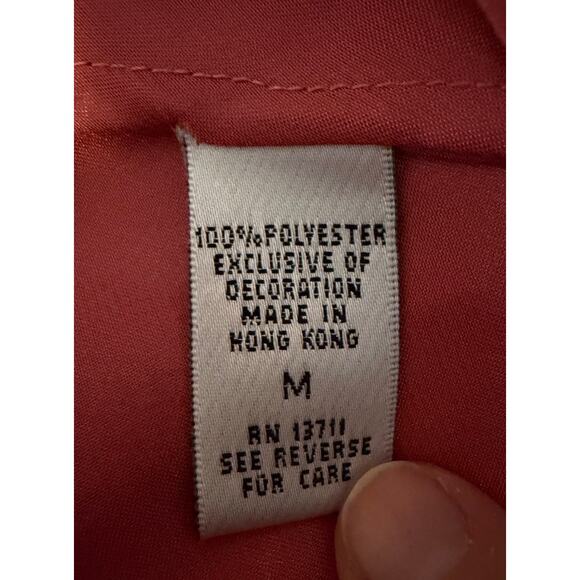 100% POLYESTER
EXCLUSIVE OF
DECORATION
MADE IN
HONG KONG
M
RN 13711
SEE REVERSE
FOR CARE